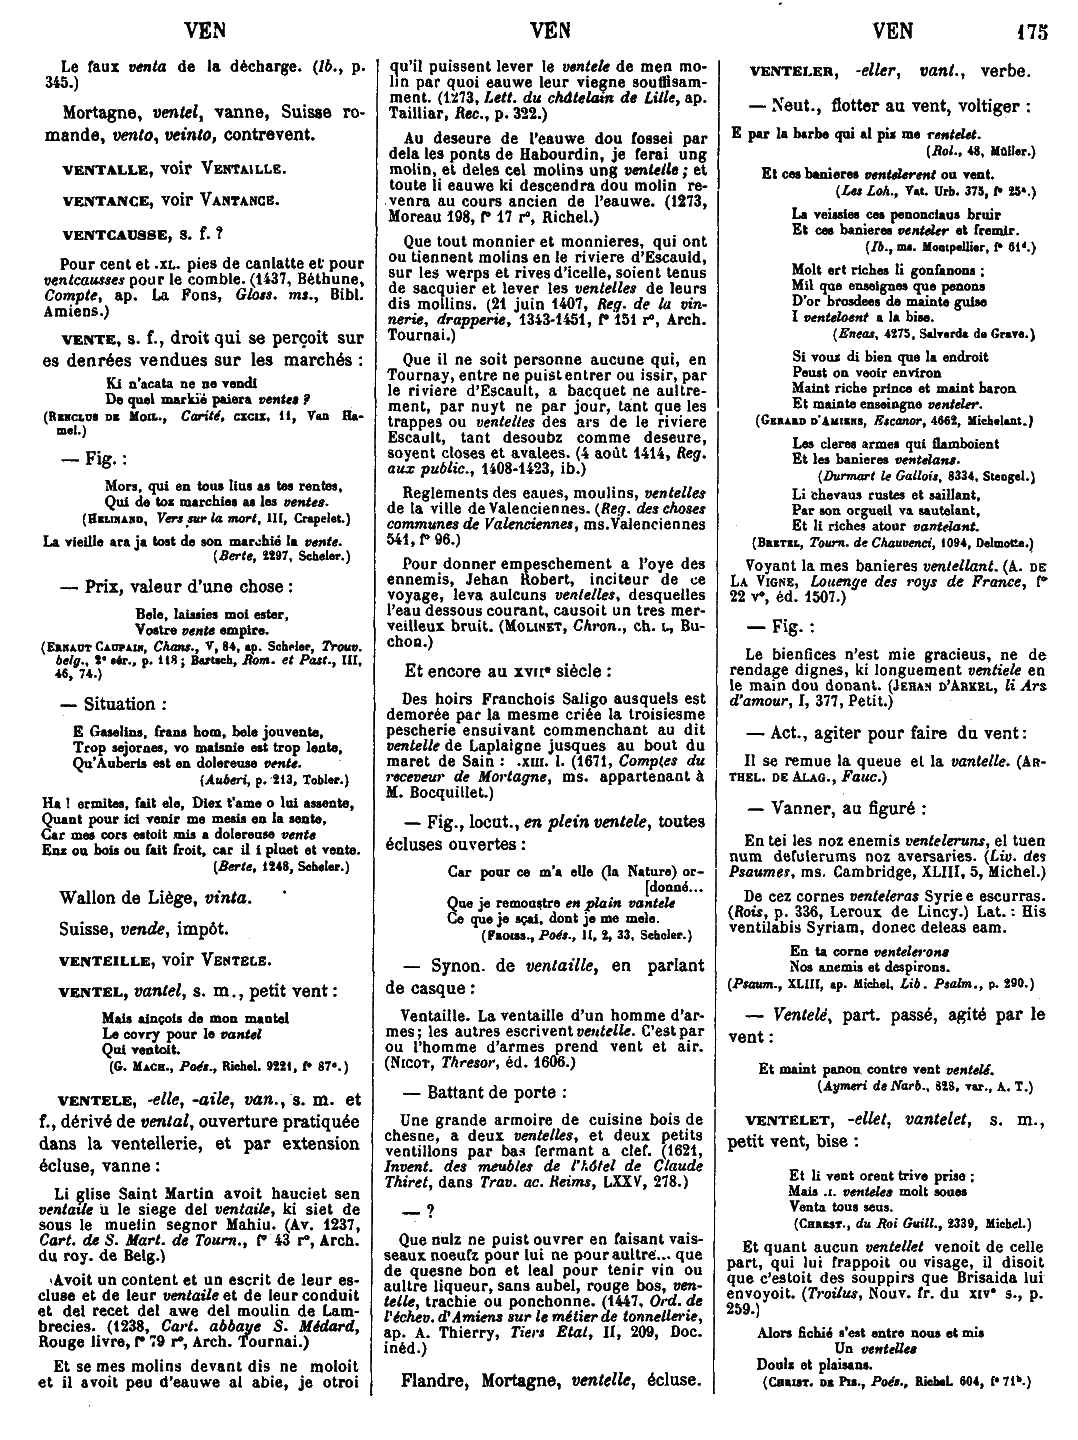 VEN VEN VEN 175
Le faux venta de la décharge. (Ib., p.
345.)
Mortagne, ventel, vanne, Suisse ro-
mande, vento, veinto, contrevent.
VENTALLE, voir VENTAILLE.
VENTANCE, voir VANTANCE.
VENTCAUSSE, s. f. ?
Pour cent et .XL. pies de canlatte et pour
ventcausses pour le comble. (1437, Béthune,
Compte, ap. La Fons, Gloss. ms., Bibl.
Amiens.)
VENTE, s. f., droit qui se perçoit sur
es denrées vendues sur les marchés :
Ki n'acata ne ne vendi
De quel markié paiera ventes ?
(RENCLUS DE MOIL., Carité, CXCIX, 11, Van Ha-
mel.)
— Fig. :
Mors, qui en tous lius as tes rentes,
Qui de toz marchies as les ventes.
(HELINAND, Vers sur la mort, III, Crapelet.)
La vieille ara ja tost de son marchié la vente.
(Berte, 2297, Scheler.)
— Prix, valeur d'une chose :
Bele, laissies moi ester,
Vostre vente empire.
(ERNAUT CAUPAIN, Chans., V, 84, ap. Scheler, Trouv.
belg., 2e sér., p. 118 ; Bartsch, Rom. et Past., III,
46, 74.)
— Situation :
E Gaselins, frans hom, bele jouvente,
Trop sejornes, vo maisnie est trop lente,
Qu'Auberis est en dolereuse vente.
(Auberi, p. 213, Tobler.)
Ha ! ermites, fait ele, Diex t'ame o lui assente,
Quant pour ici venir me mesis en la sente,
Car mes cors estoit mis a dolereuse vente
Enz ou bois ou fait froit, car il i pluet et vente.
(Berte, 1248, Scheler.)
Wallon de Liège, vinta.
Suisse, vende, impôt.
VENTEILLE, voir VENTELE.
VENTEL, vantel, s. m., petit vent :
Mais ainçois de mon mantel
Le covry pour le vantel
Qui ventoit.
(G. MACH., Poés., Richel. 9221, f° 87c.)
VENTELE, -elle, -aile, van., s. m. et
f., dérivé de vental, ouverture pratiquée
dans la ventellerie, et par extension
écluse, vanne :
Li glise Saint Martin avoit hauciet sen
ventaile u le siege del ventaile, ki siet de
sous le muelin segnor Mahiu. (Av. 1237,
Cart. de S. Mart. de Tourn., f° 43 r°, Arch.
du roy. de Belg.)
Avoit un content et un escrit de leur es-
cluse et de leur ventaile et de leur conduit
et del recet del awe del moulin de Lam-
brecies. (1238, Cart. abbaye S. Médard,
Rouge livre, f° 79 r°, Arch. Tournai.)
Et se mes molins devant dis ne moloit
et il avoit peu d'eauwe al abie, je otroi
qu'il puissent lever le ventele de men mo-
lin par quoi eauwe leur viegne souffisam-
ment. (1273, Lett. du châtelain de Lille, ap.
Tailliar, Rec., p. 322.)
Au deseure de l'eauwe dou fossei par
dela les ponts de Habourdin, je ferai ung
molin, et deles cel molins ung ventelle ; et
toute li eauwe ki descendra dou molin re-
venra au cours ancien de l'eauwe. (1273,
Moreau 198, f° 17 r°, Richel.)
Que tout monnier et monnieres, qui ont
ou tiennent molins en le riviere d'Escauld,
sur les werps et rives d'icelle, soient tenus
de sacquier et lever les ventelles de leurs
dis mollins. (21 juin 1407, Reg. de la vin-
nerie, drapperie, 1343-1451, f° 151 r°, Arch.
Tournai.)
Que il ne soit personne aucune qui, en
Tournay, entre ne puist entrer ou issir, par
le riviere d'Escault, a bacquet ne aultre-
ment, par nuyt ne par jour, tant que les
trappes ou ventelles des ars de le riviere
Escault, tant desoubz comme deseure,
soyent closes et avalees. (4 août 1414, Reg.
aux public., 1408-1423, ib.)
Reglements des eaues, moulins, ventelles
de la ville de Valenciennes. (Reg. des choses
communes de Valenciennes, ms. Valenciennes
541, f° 96.)
Pour donner empeschement a l'oye des
ennemis, Jehan Robert, inciteur de ce
voyage, leva aulcuns ventelles, desquelles
l'eau dessous courant, causoit un tres mer-
veilleux bruit. (MOLINET, Chron., ch. L, Bu-
chon.)
Et encore au XVIIe siècle :
Des hoirs Franchois Saligo ausquels est
demorée par la mesme criée la troisiesme
pescherie ensuivant commenchant au dit
ventelle de Laplaigne jusques au bout du
maret de Sain : .XIII. l. (1671, Comptes du
receveur de Mortagne, ms. appartenant à
M. Bocquillet.)
— Fig., locut., en plein ventele, toutes
écluses ouvertes :
Car pour ce m'a elle (la Nature) or-
[donné...
Que je remonstre en plain vantele
Ce que je sçai, dont je me mele.
(FROISS., Poés., II, 2, 33, Scheler.)
— Synon. de ventaille, en parlant
de casque :
Ventaille. La ventaille d'un homme d'ar-
mes ; les autres escrivent ventelle. C'est par
ou l'homme d'armes prend vent et air.
(NICOT, Thresor, éd. 1606.)
— Battant de porte :
Une grande armoire de cuisine bois de
chesne, a deux ventelles, et deux petits
ventillons par bas fermant a clef. (1621,
Invent. des meubles de l'hôtel de Claude
Thiret, dans Trav. ac. Reims, LXXV, 278.)
— ?
Que nulz ne puist ouvrer en faisant vais-
seaux noeufz pour lui ne pour aultre... que
de quesne bon et leal pour tenir vin ou
aultre liqueur, sans aubel, rouge bos, ven-
telle, trachie ou ponchonne. (1447, Ord. de
l'échev. d'Amiens sur le métier de tonnellerie,
ap. A. Thierry, Tiers Etat, II, 209, Doc.
inéd.)
Flandre, Mortagne, ventelle, écluse.
VENTELER, -eller, vant., verbe.
— Neut., flotter au vent, voltiger :
E par la barbe qui al piz me rentelet.
(Rol., 48, Müller.)
Et ces banieres ventelerent ou vent.
(Les Loh., Vat. Urb. 375, f° 25c.)
La veissies ces penonciaus bruir
Et ces banieres venteler et fremir.
(Ib., ms. Montpellier, f° 61d.)
Molt ert riches li gonfanons ;
Mil que enseignes que penons
D'or brosdees de mainte guise
I venteloent a la bise.
(Eneas, 4275, Salverda de Grave.)
Si vous di bien que la endroit
Peust on veoir environ
Maint riche prince et maint baron
Et mainte enseingne venteler.
(GERARD D'AMIENS, Escanor, 4662, Michelant.)
Les cleres armes qui flamboient
Et les banieres ventelans.
(Durmart le Gallois, 8334, Stengel.)
Li chevaus rustes et saillant,
Par son orgueil va sautelant,
Et li riches atour vantelant.
(BRETEL, Tourn. de Chauvenci, 1094, Delmotte.)
Voyant la mes banieres ventellant. (A. DE
LA VIGNE, Louenge des roys de France, f°
22 v°, éd. 1507.)
— Fig. :
Le bienfices n'est mie gracieus, ne de
rendage dignes, ki longuement ventiele en
le main dou donant. (JEHAN D'ARKEL, li Ars
d'amour, I, 377, Petit.)
— Act., agiter pour faire du vent :
Il se remue la queue et la vantelle. (AR-
THEL. DE ALAG., Fauc.)
— Vanner, au figuré :
En tei les noz enemis venteleruns, el tuen
num defulerums noz aversaries. (Liv. des
Psaumes, ms. Cambridge, XLIII, 5, Michel.)
De cez cornes venteleras Syrie e escurras.
(Rois, p. 336, Leroux de Lincy.) Lat. : His
ventilabis Syriam, donec deleas eam.
En ta corne ventelerons
Nos anemis et despirons.
(Psaum., XLIII, ap. Michel, Lib. Psalm., p. 290.)
— Ventelé, part. passé, agité par le
vent :
Et maint panon contre vent ventelé.
(Aymeri de Narb., 828, var., A. T.)
VENTELET, -ellet, vantelet, s. m.,
petit vent, bise :
Et li vent orent trive prise ;
Mais .I. venteles molt soues
Venta tous seus.
(CHREST., du Roi Guill., 2339, Michel.)
Et quant aucun ventellet venoit de celle
part, qui lui frappoit ou visage, il disoit
que c'estoit des souppirs que Brisaida lui
envoyoit. (Troilus, Nouv. fr. du XIVe s., p.
259.)
Alors fichié s'est entre nous et mis
Un ventelles
Doulz et plaisans.
(CHRIST. DE PIS., Poés., Richel. 604, f° 71b.)